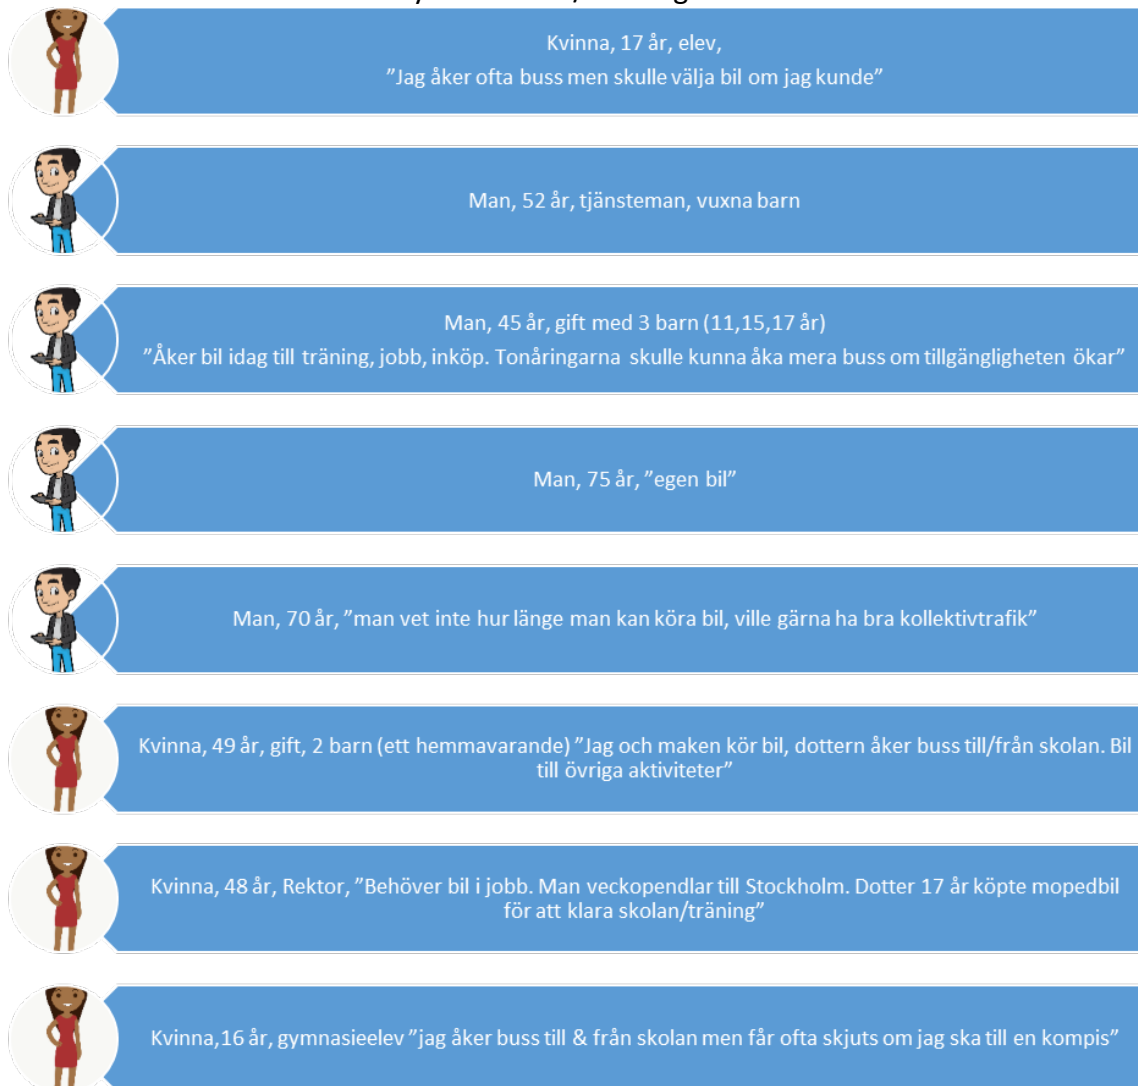 Kvinna, 17 år, elev,
"Jag åker ofta buss men skulle välja bil om jag kunde"
Man, 52 år, tjänsteman, vuxna barn
Man, 45 år, gift med 3 barn (11,15,17 år)
"Åker bil idag till träning, jobb, inköp. Tonåringarna skulle kunna åka mera buss om tillgängligheten ökar"
Man, 75 år, "egen bil"
Man, 70 år, "man vet inte hur länge man kan köra bil, ville gärna ha bra kollektivtrafik"
Kvinna, 49 år, gift, 2 barn (ett hemmavarande) "Jag och maken kör bil, dottern åker buss till/från skolan. Bil
till övriga aktiviteter"
Kvinna, 48 år, Rektor, "Behöver bil i jobb. Man veckopendlar till Stockholm. Dotter 17 år köpte mopedbil
för att klara skolan/träning"
Kvinna,16 år, gymnasieelev "jag åker buss till & från skolan men får ofta skjuts om jag ska till en kompis"